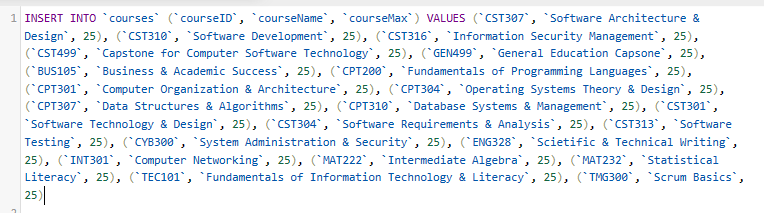 1 INSERT INTO `courses` (`courseID`, `courseName`, `courseMax`) VALUES (`CST307`, `Software Architecture &
Design`, 25), (`CST310`, `Software Development`, 25), (`CST316`, `Information Security Management`, 25),
(`CST499`, `Capstone for Computer Software Technology`, 25), (`GEN499`, `General Education Capsone`, 25),
(`BUS105`, `Business & Academic Success`, 25), (`CPT200`, `Fundamentals of Programming Languages`, 25),
(`CPT301`, `Computer Organization & Architecture`, 25), (`CPT304`, `Operating Systems Theory & Design`, 25),
(`CPT307`, `Data Structures & Algorithms`, 25), (`CPT310`, `Database Systems & Management`, 25), (`CST301`,
`Software Technology & Design`, 25), (`CST304`, `Software Requirements & Analysis`, 25), (`CST313`, `Software
Testing`, 25), (`CYB300`, `System Administration & Security`, 25), (`ENG328`, `Scietific & Technical Writing`,
25), (`INT301`, `Computer Networking`, 25), (`MAT222`, `Intermediate Algebra`, 25), (`MAT232`, `Statistical
Literacy`, 25), (`TEC101`, `Fundamentals of Information Technology & Literacy`, 25), (`TMG300`, `Scrum Basics`,
25)